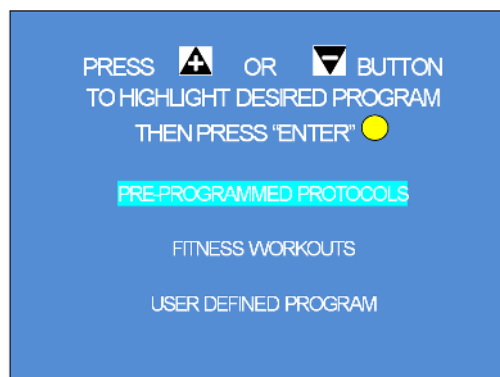 PRESS + OR - BUTTON
TO HIGHLIGHT DESIRED PROGRAM
THEN PRESS "ENTER"
PRE-PROGRAMMED PROTOCOLS
FITNESS WORKOUTS
USER DEFINED PROGRAM